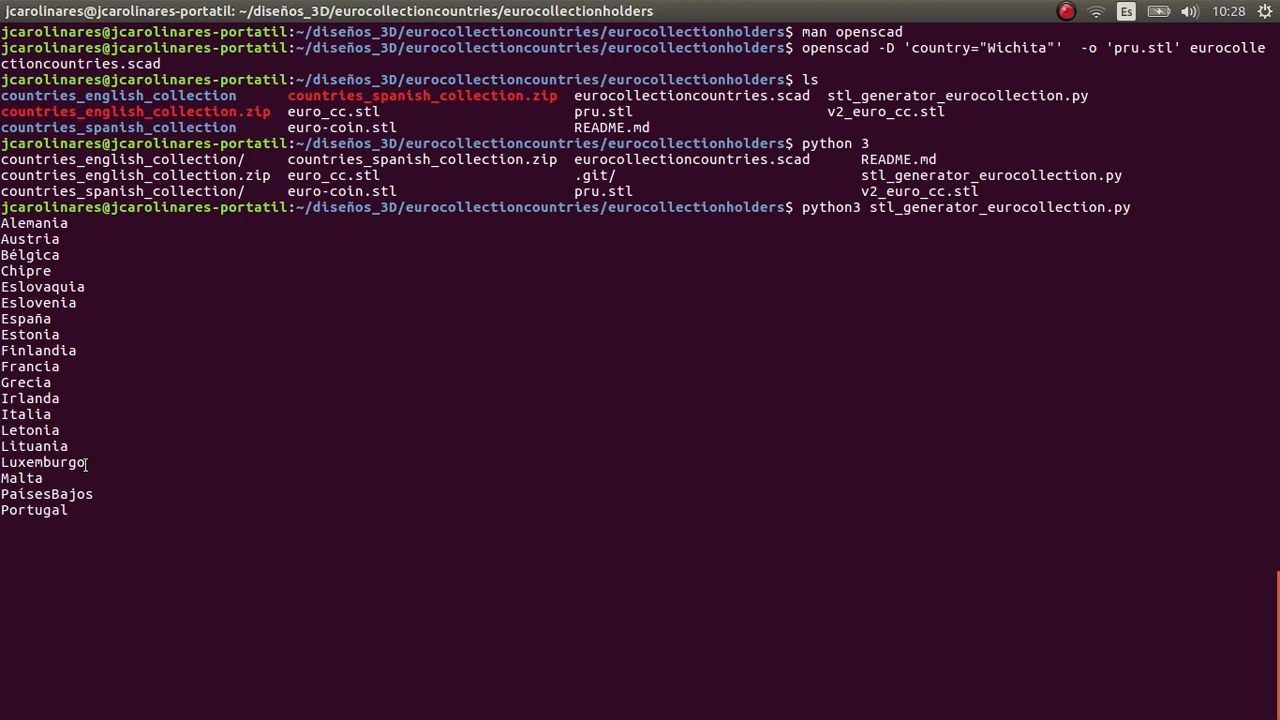 jcarolinares@jcarolinares-portatil: ~/diseños_3D/eurocollectioncountries/eurocollectionholders Es 10:28
jcarolinares@jcarolinares-portatil:~/diseños_3D/eurocollectioncountries/eurocollectionholders$ man openscad
jcarolinares@jcarolinares-portatil:~/diseños_3D/eurocollectioncountries/eurocollectionholders$ openscad -D 'country="Wichita"'  -o 'pru.stl' eurocolle
ctioncountries.scad
jcarolinares@jcarolinares-portatil:~/diseños_3D/eurocollectioncountries/eurocollectionholders$ ls
countries_english_collection      countries_spanish_collection.zip  eurocollectioncountries.scad  stl_generator_eurocollection.py
countries_english_collection.zip  euro_cc.stl                       pru.stl                       v2_euro_cc.stl
countries_spanish_collection      euro-coin.stl                     README.md
jcarolinares@jcarolinares-portatil:~/diseños_3D/eurocollectioncountries/eurocollectionholders$ python 3
countries_english_collection/     countries_spanish_collection.zip  eurocollectioncountries.scad      README.md
countries_english_collection.zip  euro_cc.stl                       .git/                             stl_generator_eurocollection.py
countries_spanish_collection/     euro-coin.stl                     pru.stl                           v2_euro_cc.stl
jcarolinares@jcarolinares-portatil:~/diseños_3D/eurocollectioncountries/eurocollectionholders$ python3 stl_generator_eurocollection.py
Alemania
Austria
Bélgica
Chipre
Eslovaquia
Eslovenia
España
Estonia
Finlandia
Francia
Grecia
Irlanda
Italia
Letonia
Lituania
Luxemburgo
Malta
PaísesBajos
Portugal